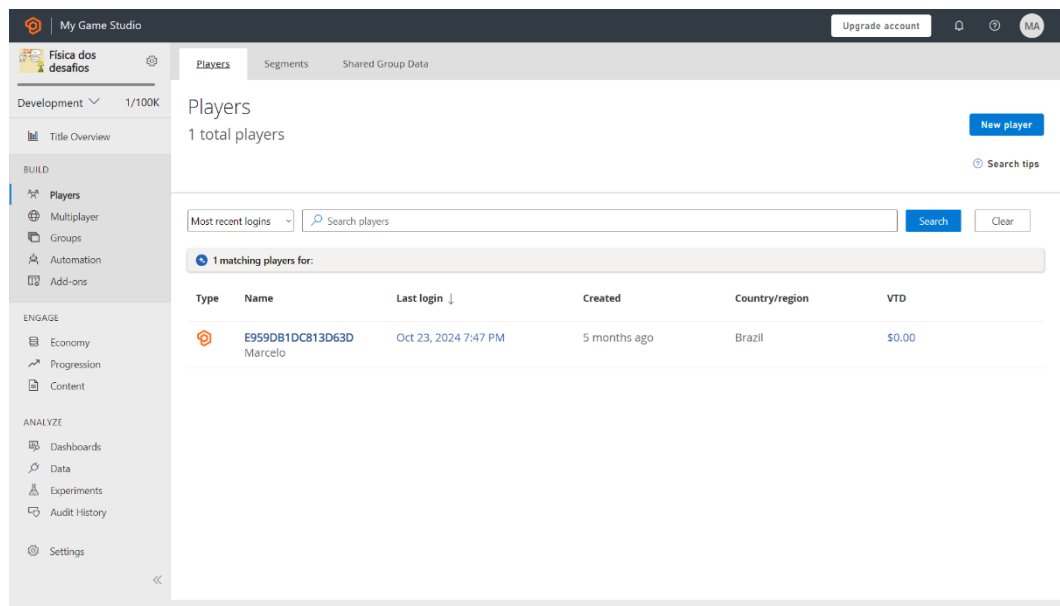 My Game Studio
Upgrade account
MA
Física dos
desafios
Development
1/100K
Title Overview
BUILD
Players
Multiplayer
Groups
Automation
Add-ons
ENGAGE
Economy
Progression
Content
ANALYZE
Dashboards
Data
Experiments
Audit History
Settings
Players Segments Shared Group Data
Players
1 total players
New player
Search tips
Most recent logins Search players Search Clear
1 matching players for:
Type Name Last login ↓ Created Country/region VTD
E959DB1DC813D63D Oct 23, 2024 7:47 PM 5 months ago Brazil $0.00
Marcelo